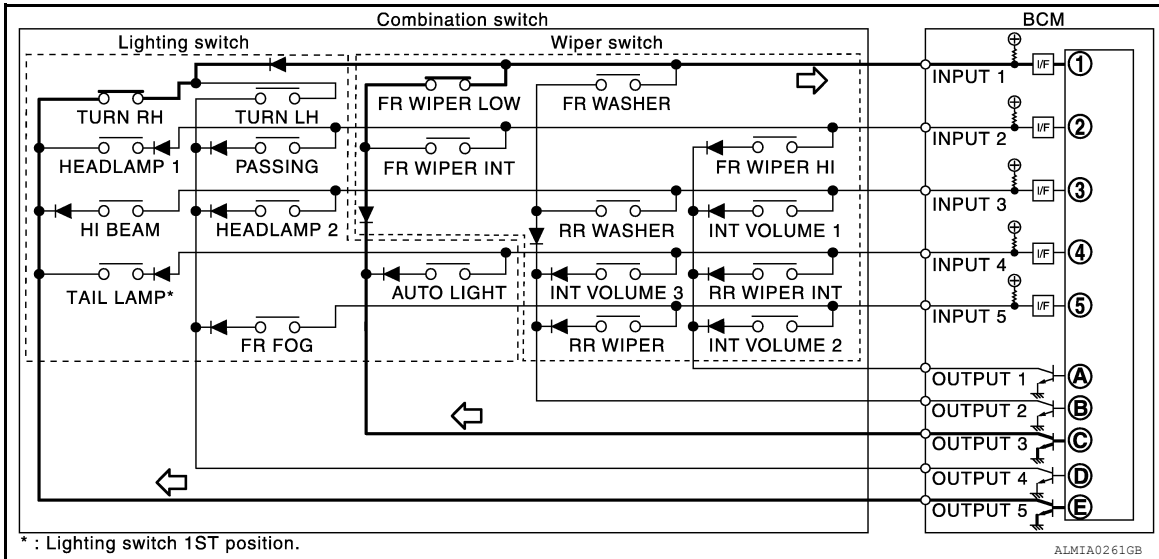 Combination switch
BCM
Lighting switch
Wiper switch
INPUT 1
I/F
1
TURN RH
TURN LH
FR WIPER LOW
FR WASHER
INPUT 2
I/F
2
HEADLAMP 1
PASSING
FR WIPER INT
FR WIPER HI
INPUT 3
I/F
3
HI BEAM
HEADLAMP 2
RR WASHER
INT VOLUME 1
INPUT 4
I/F
4
TAIL LAMP*
AUTO LIGHT
INT VOLUME 3
RR WIPER INT
INPUT 5
I/F
5
FR FOG
RR WIPER
INT VOLUME 2
OUTPUT 1
A
OUTPUT 2
B
OUTPUT 3
C
OUTPUT 4
D
OUTPUT 5
E
* : Lighting switch 1ST position.
ALMIA0261GB